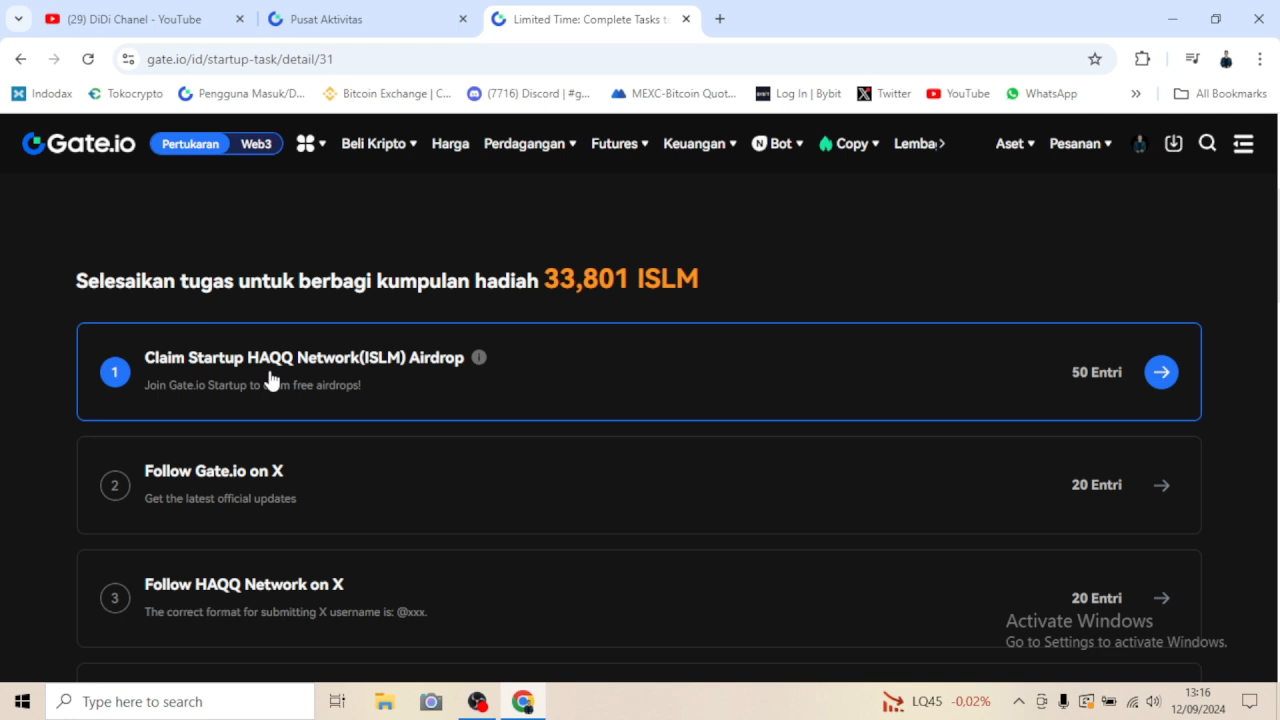 (29) DiDi Chanel - YouTube
Pusat Aktivitas
Limited Time: Complete Tasks to
gate.io/id/startup-task/detail/31
Indodax
Tokocrypto
Pengguna Masuk/D...
Bitcoin Exchange | C...
(7716) Discord | #g...
MEXC-Bitcoin Quot...
Log In | Bybit
Twitter
YouTube
WhatsApp
»
All Bookmarks
Gate.io
Pertukaran
Web3
Beli Kripto
Harga
Perdagangan
Futures
Keuangan
Bot
Copy
Lemba
Aset
Pesanan
Selesaikan tugas untuk berbagi kumpulan hadiah 33,801 ISLM
1
Claim Startup HAQQ Network(ISLM) Airdrop
Join Gate.io Startup to free airdrops!
50 Entri
2
Follow Gate.io on X
Get the latest official updates
20 Entri
3
Follow HAQQ Network on X
The correct format for submitting X username is: @xxx.
20 Entri
Activate Windows
Go to Settings to activate Windows.
Type here to search
LQ45 -0,02%
13:16
12/09/2024